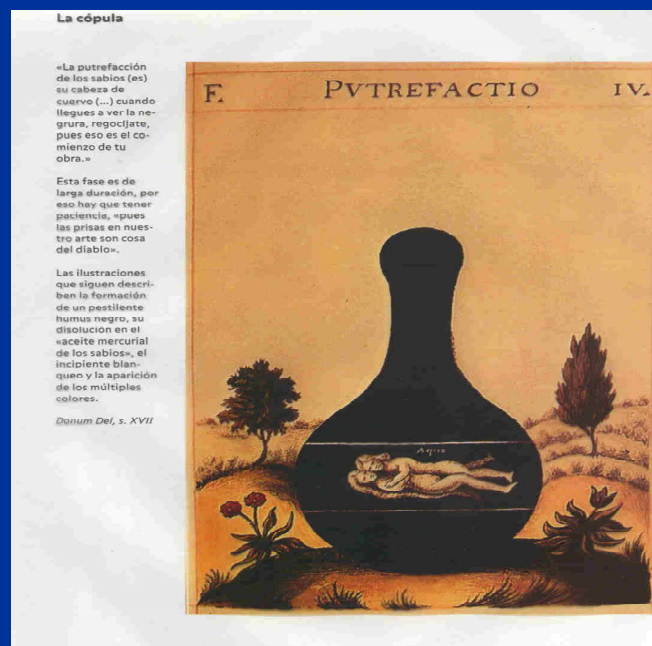 La cópula
«La putrefacción
de los sabios (es)
su cabeza de
cuervo (...) cuando
llegues a ver la ne-
grura, regocíjate,
pues eso es el co-
mienzo de tu
obra.»
Esta fase es de
larga duración, por
eso hay que tener
paciencia, «pues
las prisas en nues-
tro arte son cosa
del diablo».
Las ilustraciones
que siguen descri-
ben la formación
de un pestilente
humus negro, su
disolución en el
«aceite mercurial
de los sabios», el
incipiente blan-
queo y la aparición
de los múltiples
colores.
Donum Dei, s. XVII
F. PVTREFACTIO IV.